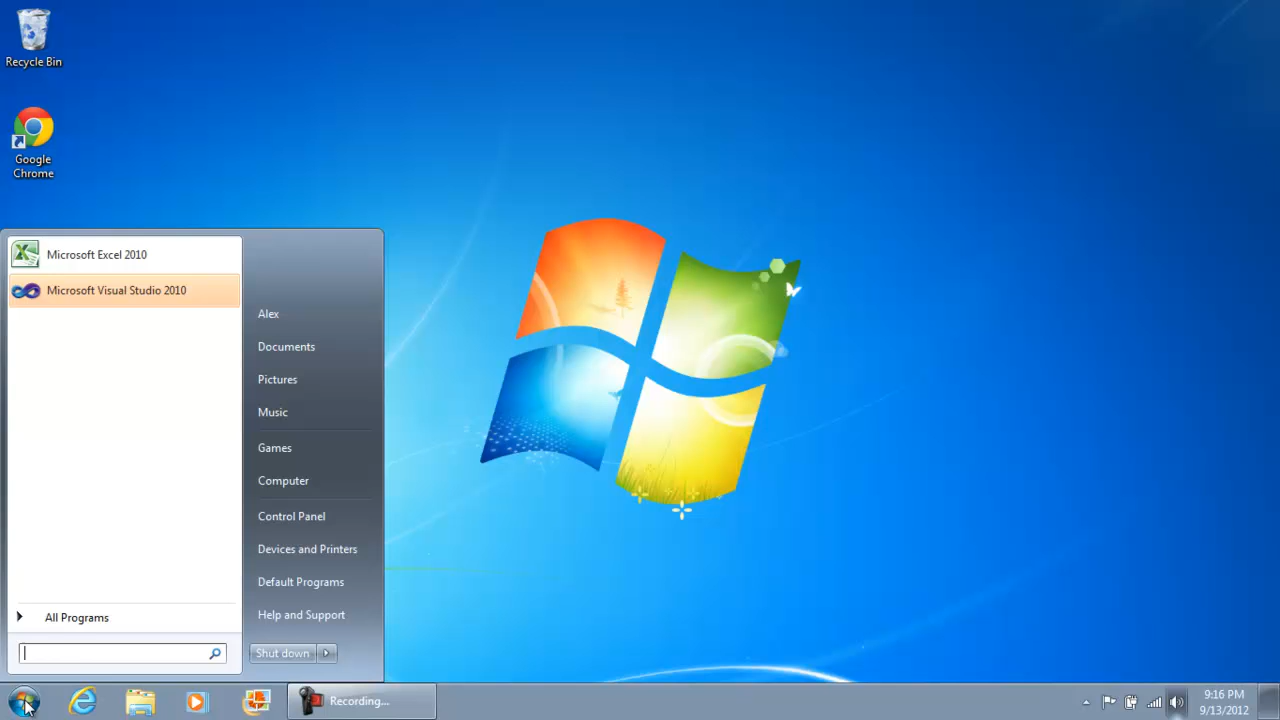 Recycle Bin
Google
Chrome
Microsoft Excel 2010
Microsoft Visual Studio 2010
All Programs
Alex
Documents
Pictures
Music
Games
Computer
Control Panel
Devices and Printers
Default Programs
Help and Support
Shut down
Recording...
9:16 PM
9/13/2012